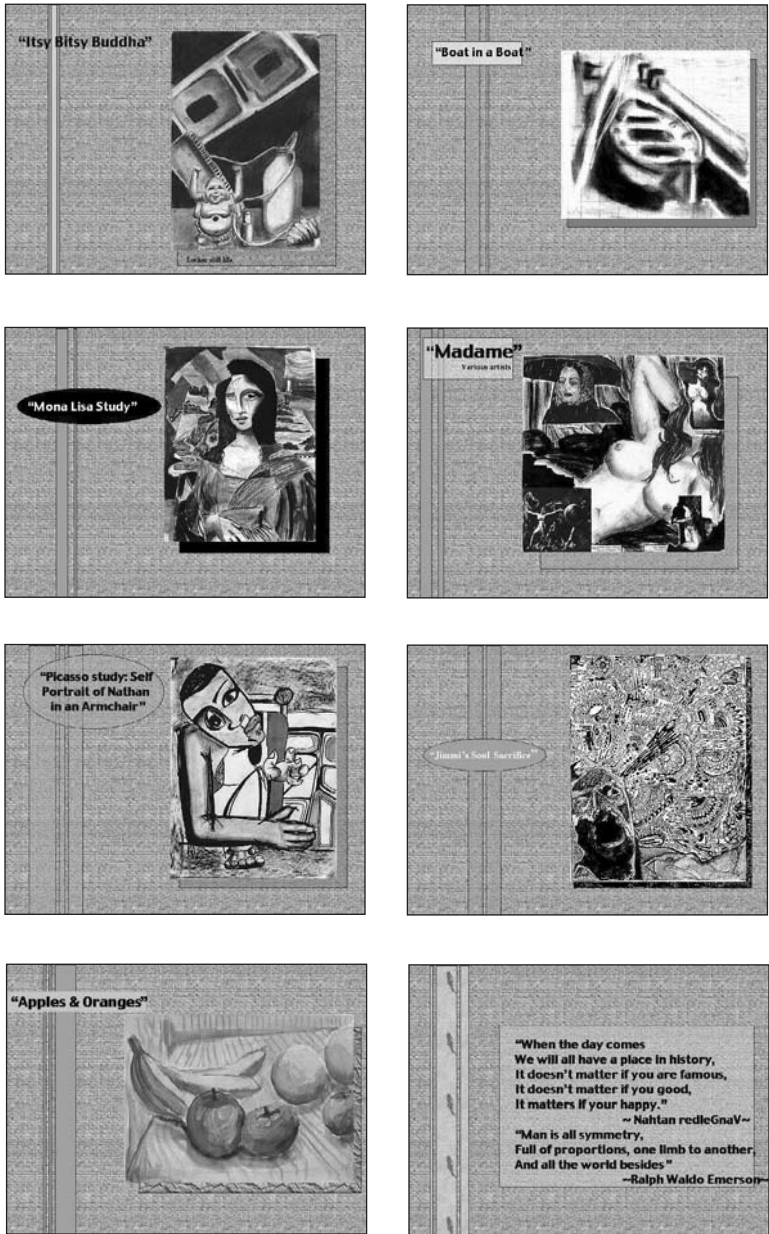 “Itsy Bitsy Buddha”
Locker still life
“Boat in a Boat”
“Mona Lisa Study”
“Madame”
Various artists
“Picasso study: Self
Portrait of Nathan
in an Armchair”
“Jimmi’s Soul Sacrifice”
“Apples & Oranges”
“When the day comes
We will all have a place in history,
It doesn’t matter if you are famous,
It doesn’t matter if you good,
It matters if your happy.”
~ Nahtan redleGnaV~
“Man is all symmetry,
Full of proportions, one limb to another,
And all the world besides”
~Ralph Waldo Emerson~